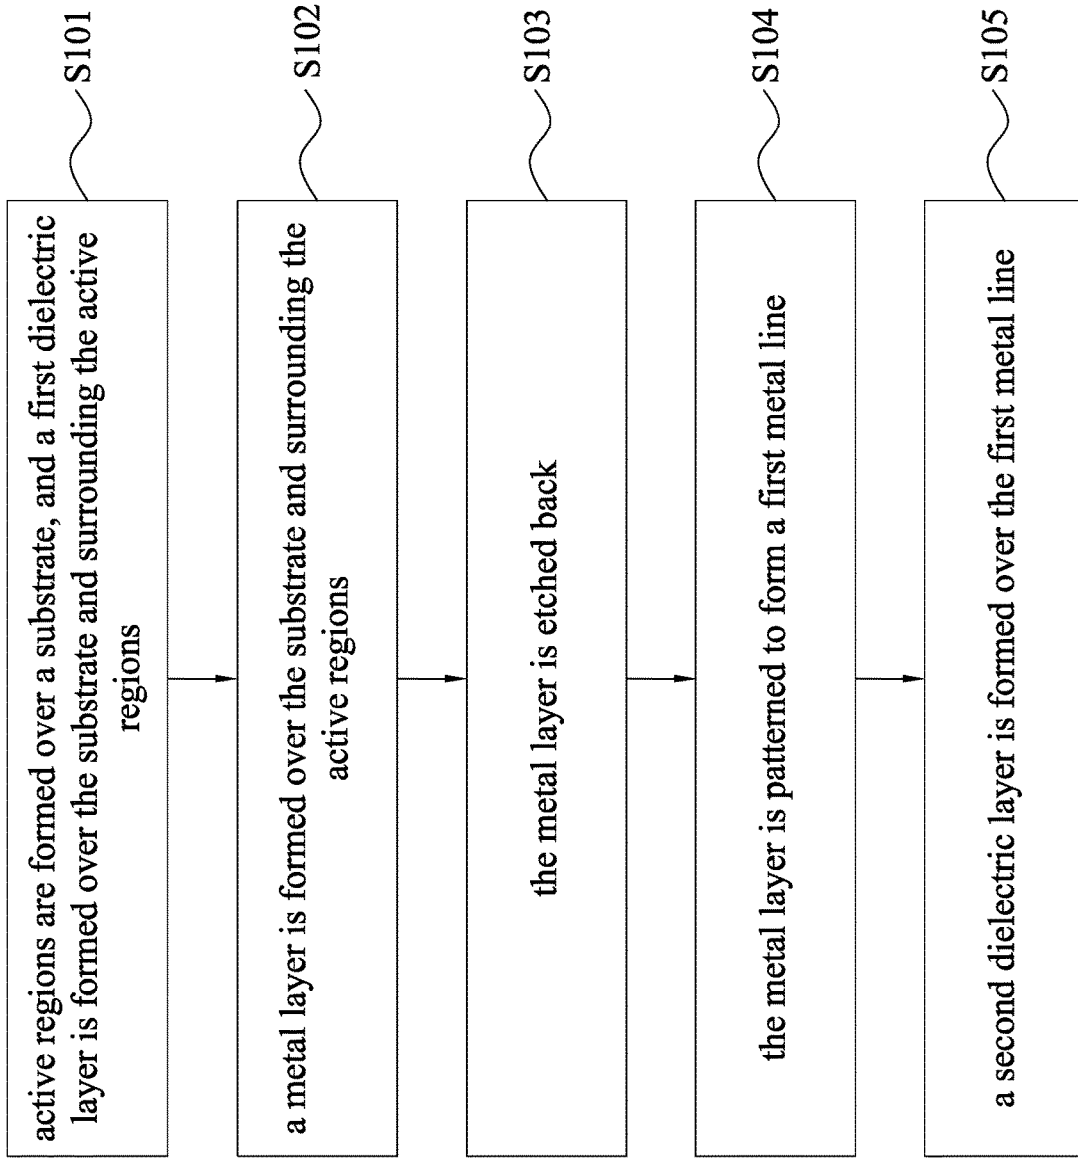 active regions are formed over a substrate, and a first dielectric
layer is formed over the substrate and surrounding the active
regions
S101
a metal layer is formed over the substrate and surrounding the
active regions
S102
the metal layer is etched back
S103
the metal layer is patterned to form a first metal line
S104
a second dielectric layer is formed over the first metal line
S105